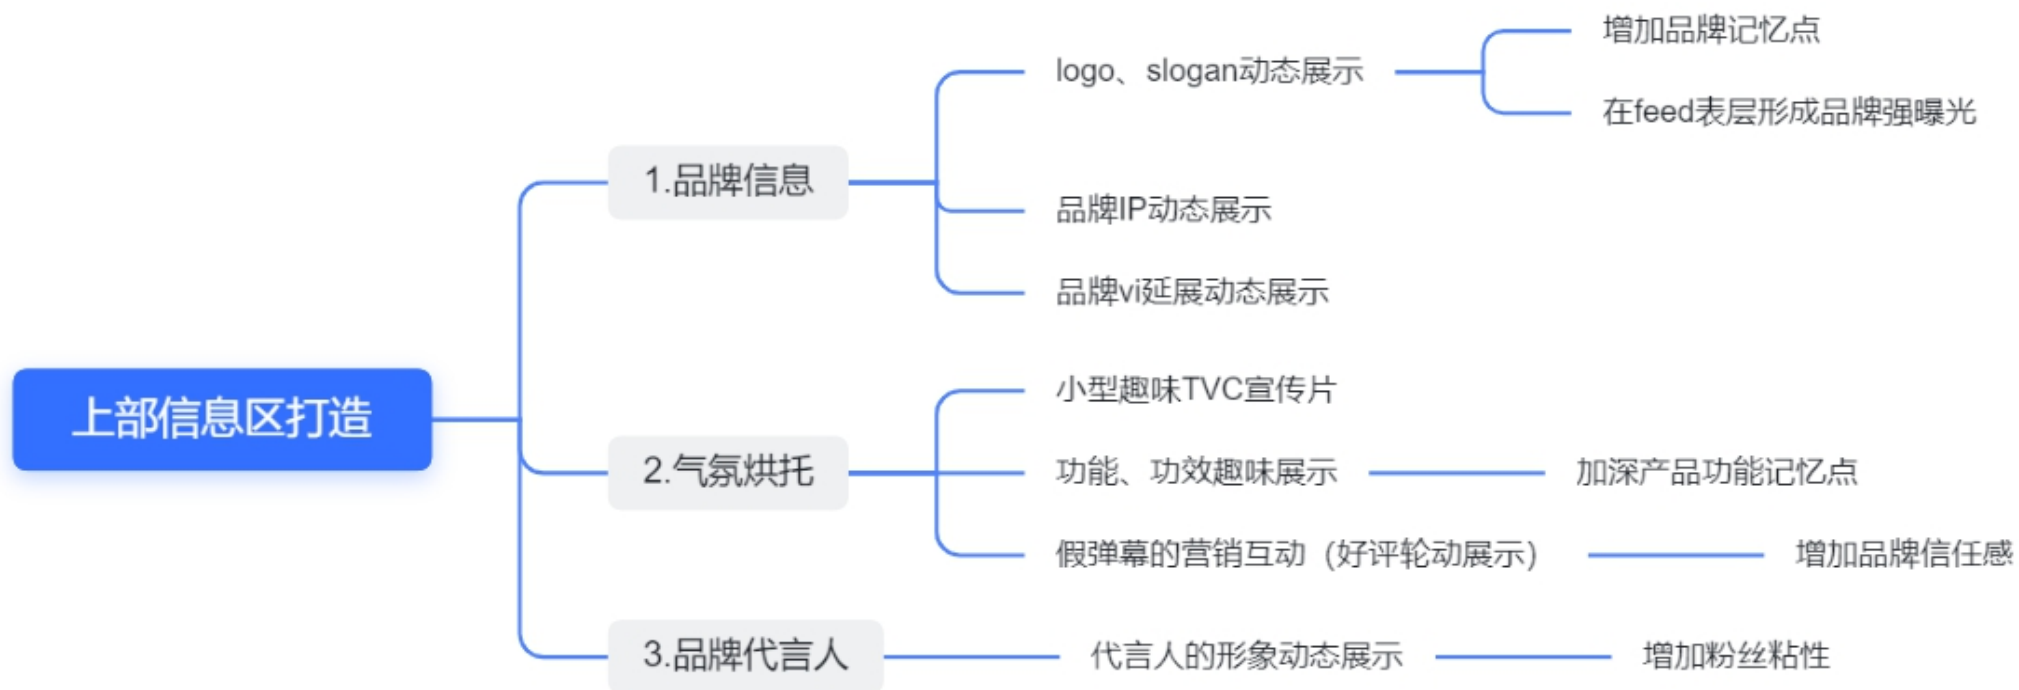 增加品牌记忆点
logo、slogan动态展示
在feed表层形成品牌强曝光
1.品牌信息
品牌IP动态展示
品牌vi延展动态展示
上部信息区打造
小型趣味TVC宣传片
2.气氛烘托
功能、功效趣味展示
加深产品功能记忆点
假弹幕的营销互动（好评轮动展示）
增加品牌信任感
3.品牌代言人
代言人的形象动态展示
增加粉丝粘性